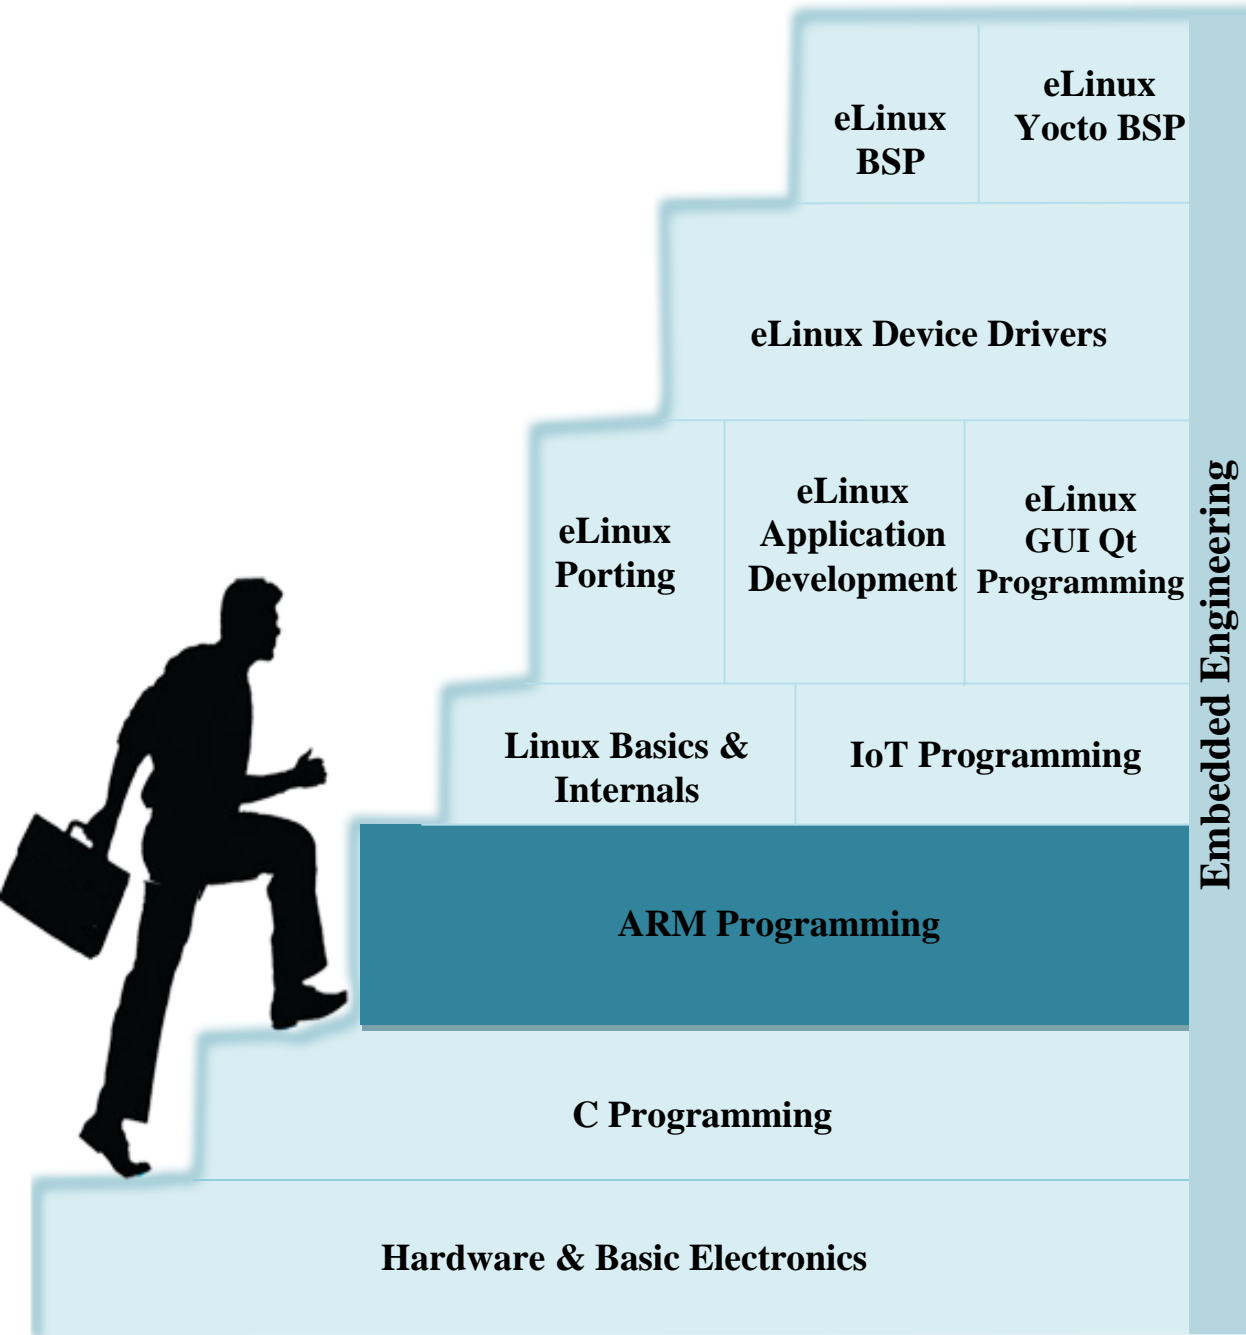 eLinux
BSP
eLinux
Yocto BSP
eLinux Device Drivers
eLinux
Porting
eLinux
Application
Development
eLinux
GUI Qt
Programming
Linux Basics &
Internals
IoT Programming
ARM Programming
C Programming
Hardware & Basic Electronics
Embedded Engineering